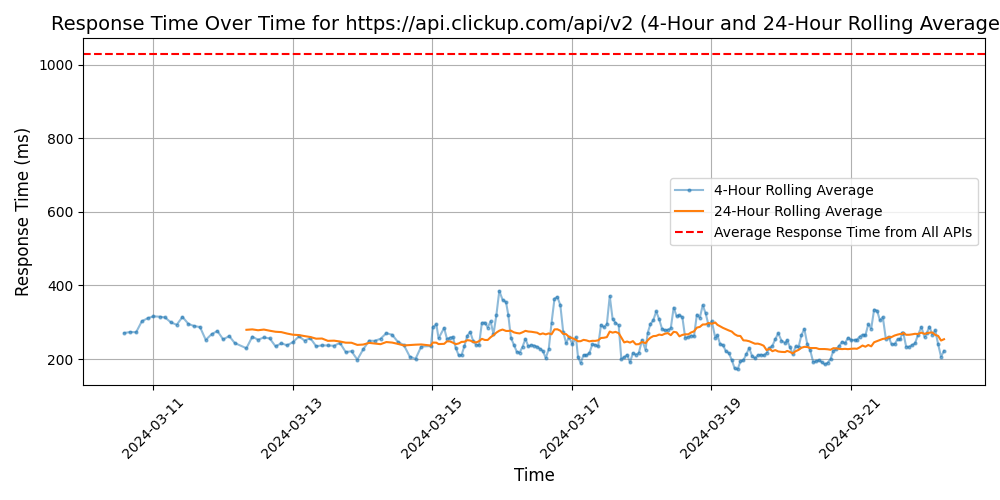 Response Time Over Time for https://api.clickup.com/api/v2 (4-Hour and 24-Hour Rolling Average
Response Time (ms)
1000
800
600
400
200
4-Hour Rolling Average
24-Hour Rolling Average
Average Response Time from All APIs
2024-03-11
2024-03-13
2024-03-15
2024-03-17
2024-03-19
2024-03-21
Time